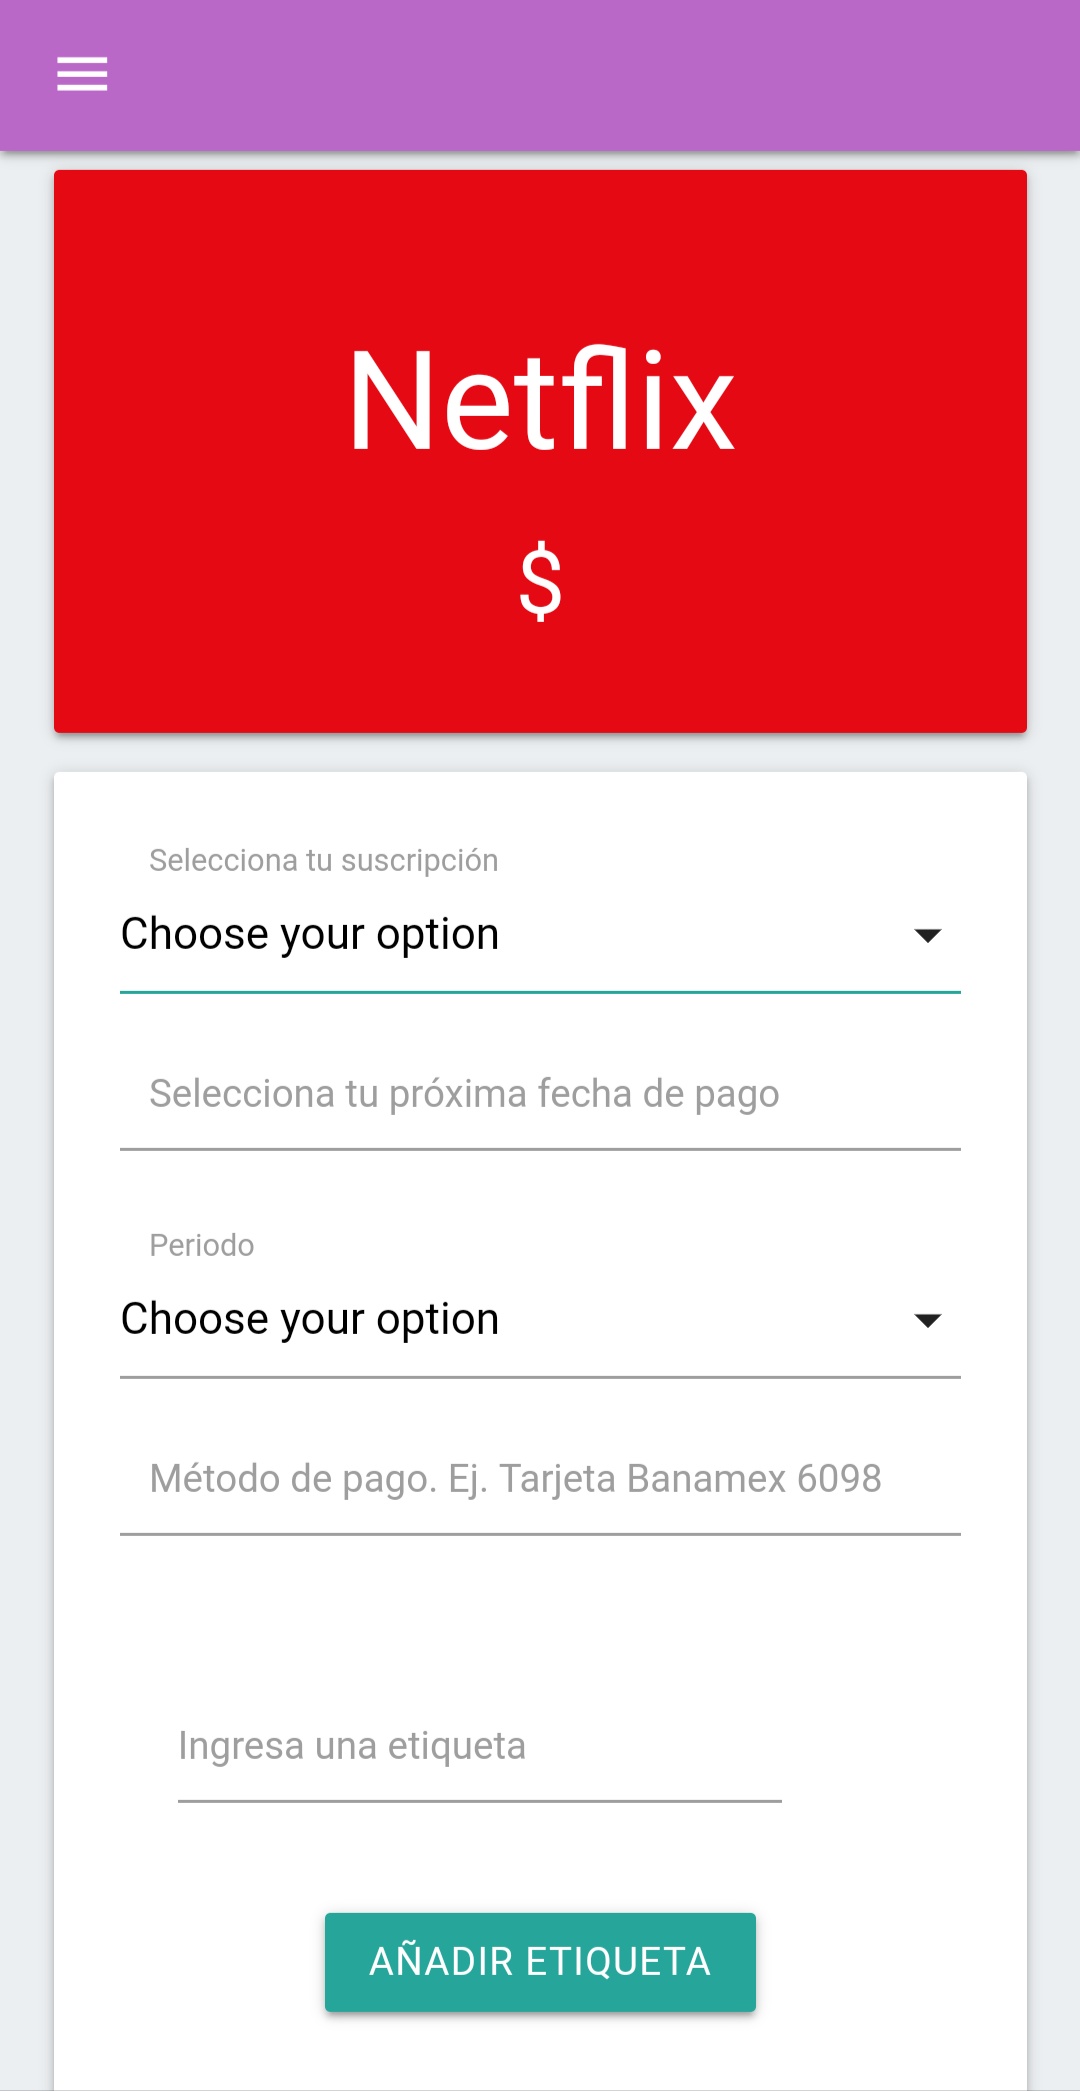 Netflix
$
Selecciona tu suscripción
Choose your option
Selecciona tu próxima fecha de pago
Periodo
Choose your option
Método de pago. Ej. Tarjeta Banamex 6098
Ingresa una etiqueta
AÑADIR ETIQUETA